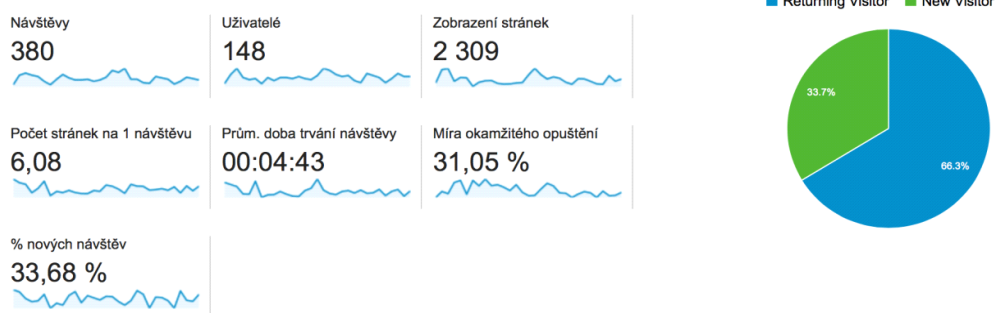 Returning Visitor New Visitor
Návštěvy Uživatelé Zobrazení stránek
380 148 2 309
Počet stránek na 1 návštěvu Prům. doba trvání návštěvy Míra okamžitého opuštění
6,08 00:04:43 31,05 %
% nových návštěv
33,68 %
33.7%
66.3%